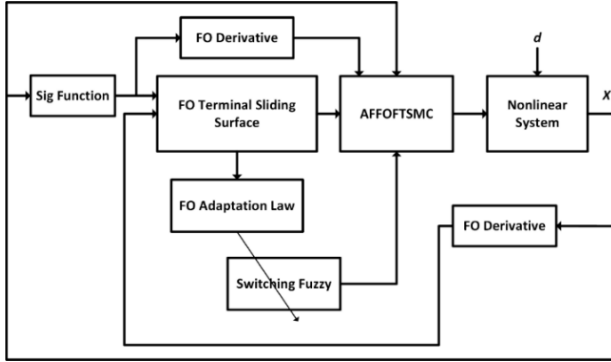 FO Derivative
d
X
Sig Function
FO Terminal Sliding
Surface
AFFOFTSMC
Nonlinear
System
FO Adaptation Law
FO Derivative
Switching Fuzzy